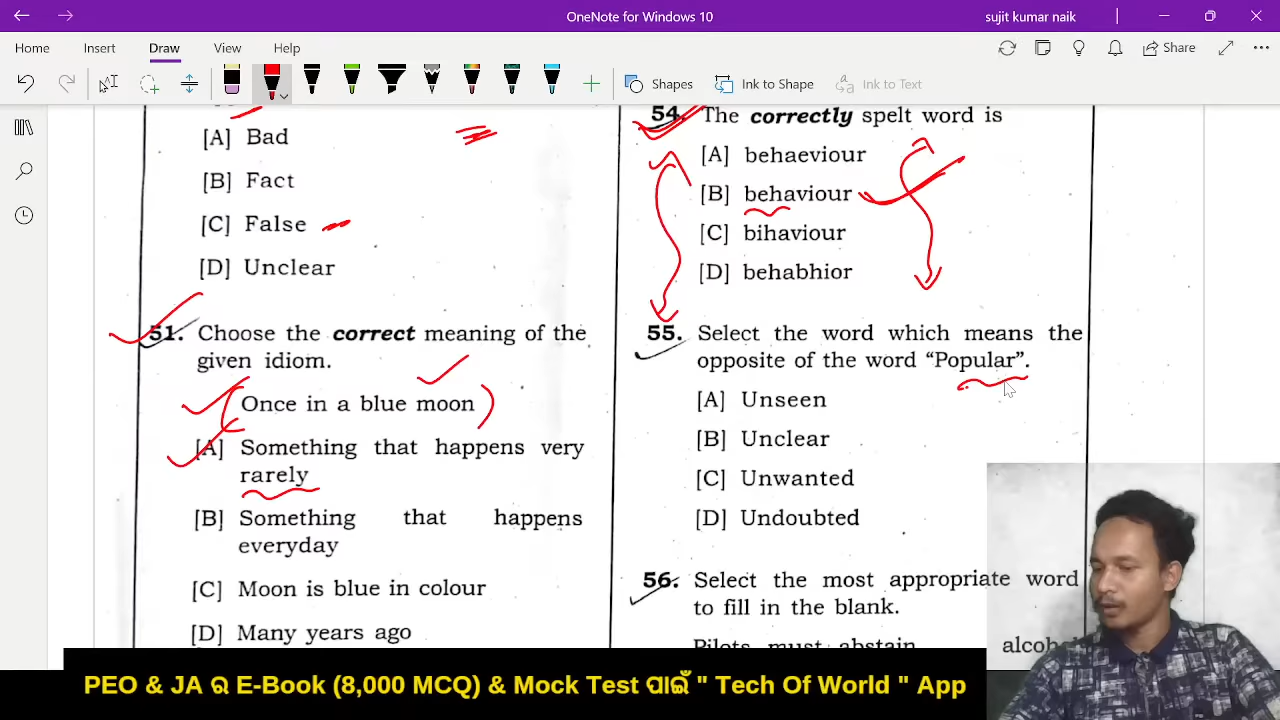 OneNote for Windows 10
sujit kumar naik
Home Insert Draw View Help
Share
Shapes
Ink to Shape
Ink to Text
[A] Bad
[B] Fact
[C] False
[D] Unclear
51. Choose the correct meaning of the
given idiom.
Once in a blue moon
[A] Something that happens very
rarely
[B] Something that happens
everyday
[C] Moon is blue in colour
[D] Many years ago
54. The correctly spelt word is
[A] behaeviour
[B] behaviour
[C] bihaviour
[D] behabhior
55. Select the word which means the
opposite of the word “Popular”.
[A] Unseen
[B] Unclear
[C] Unwanted
[D] Undoubted
56. Select the most appropriate word
to fill in the blank.
Pilots must abstain alcohol
PEO & JA ର E-Book (8,000 MCQ) & Mock Test ପାଇଁ " Tech Of World " App